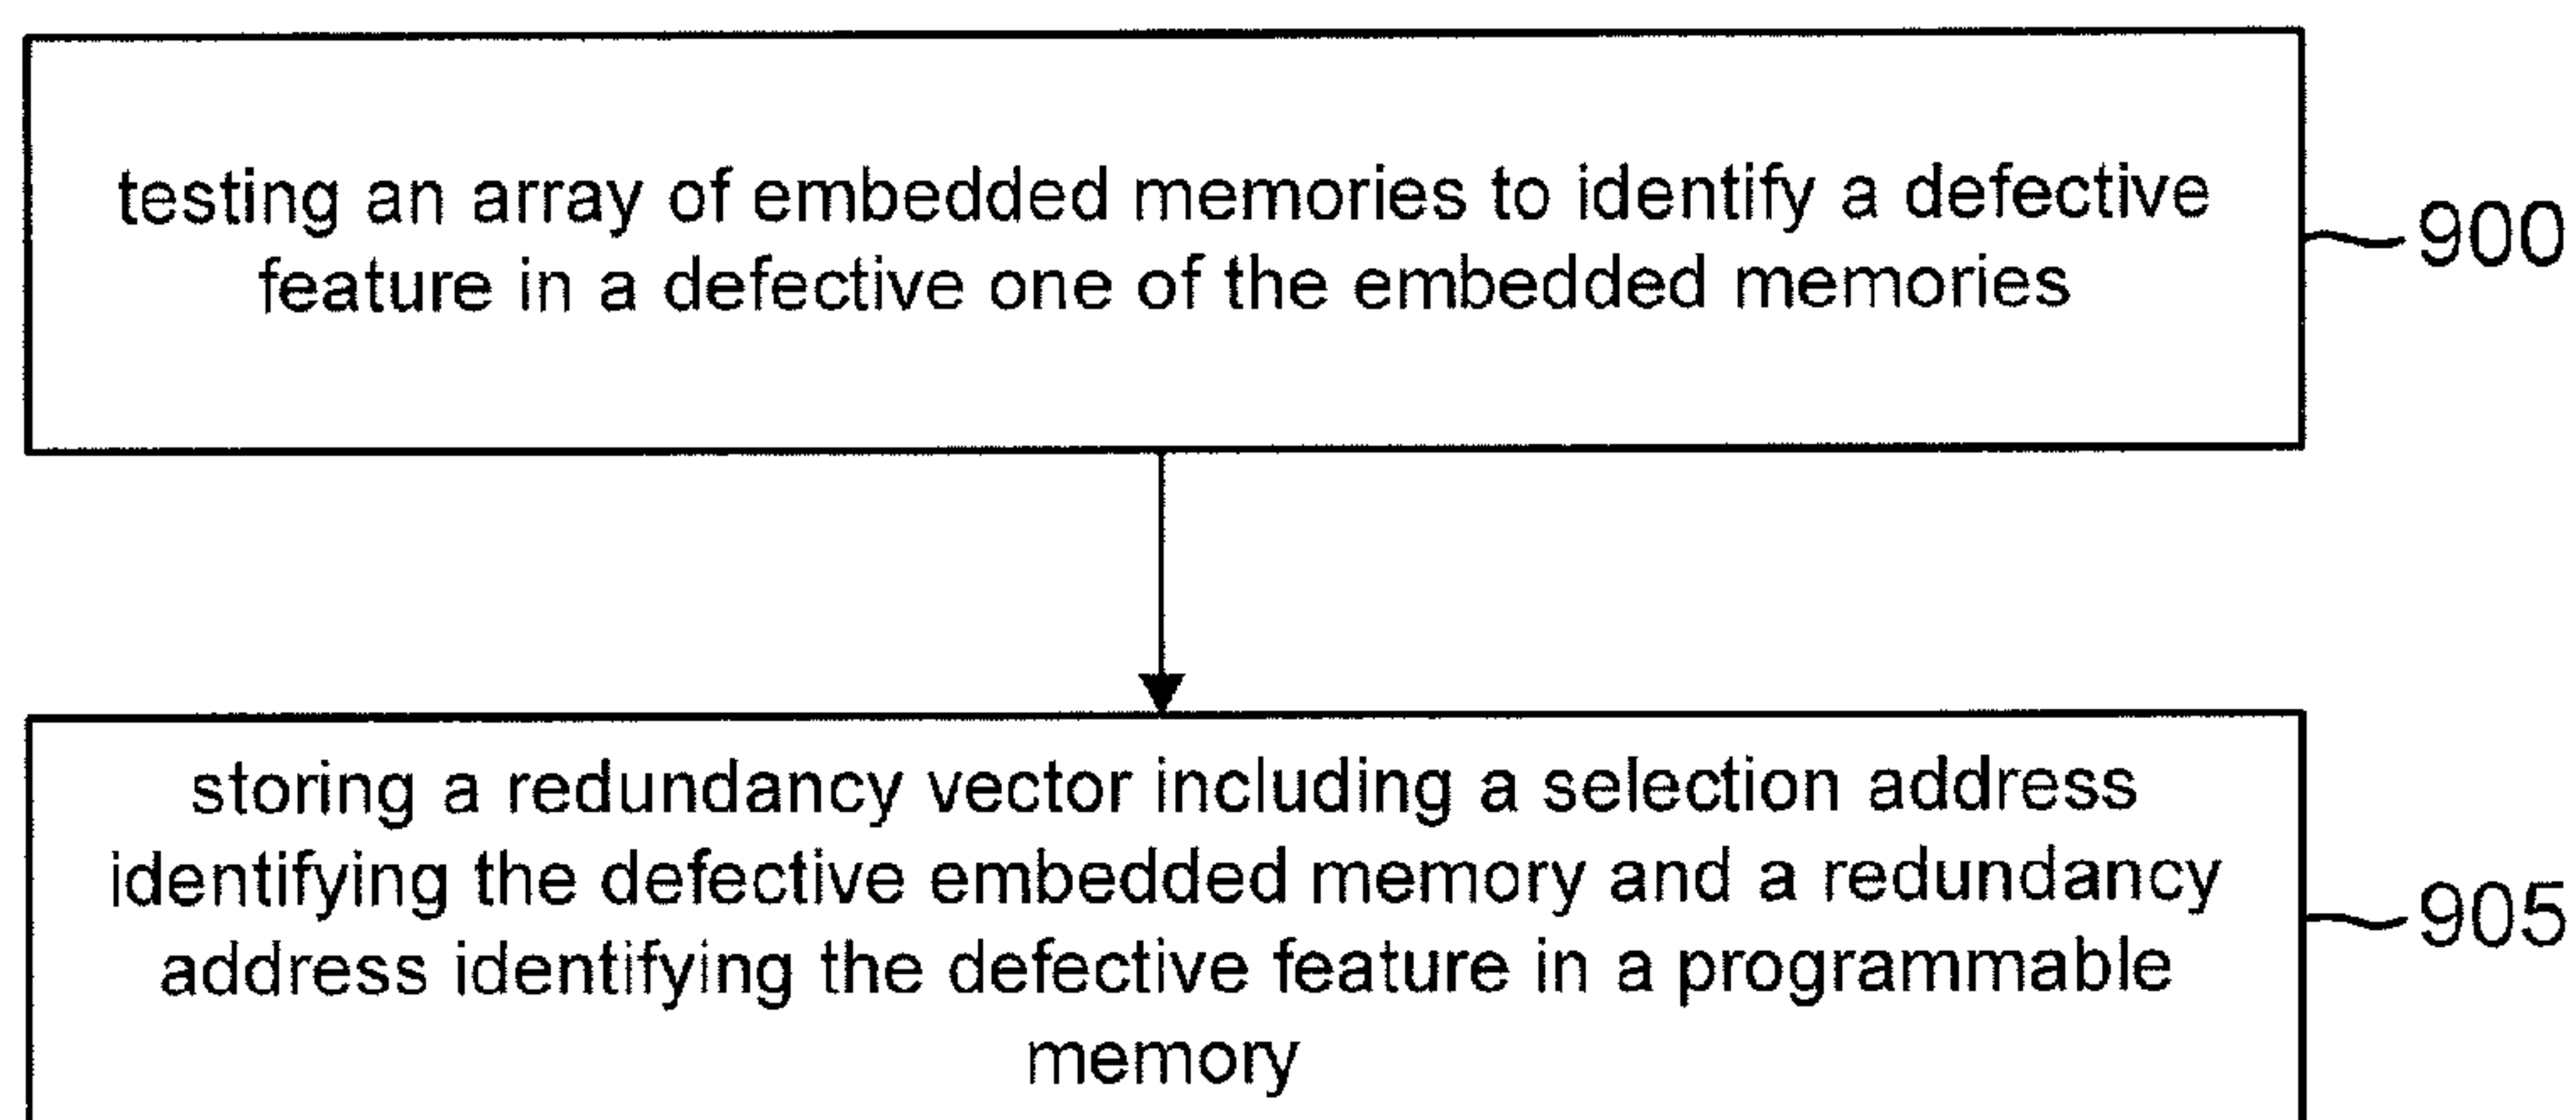 testing an array of embedded memories to identify a defective
feature in a defective one of the embedded memories
900
storing a redundancy vector including a selection address
identifying the defective embedded memory and a redundancy
address identifying the defective feature in a programmable
memory
905